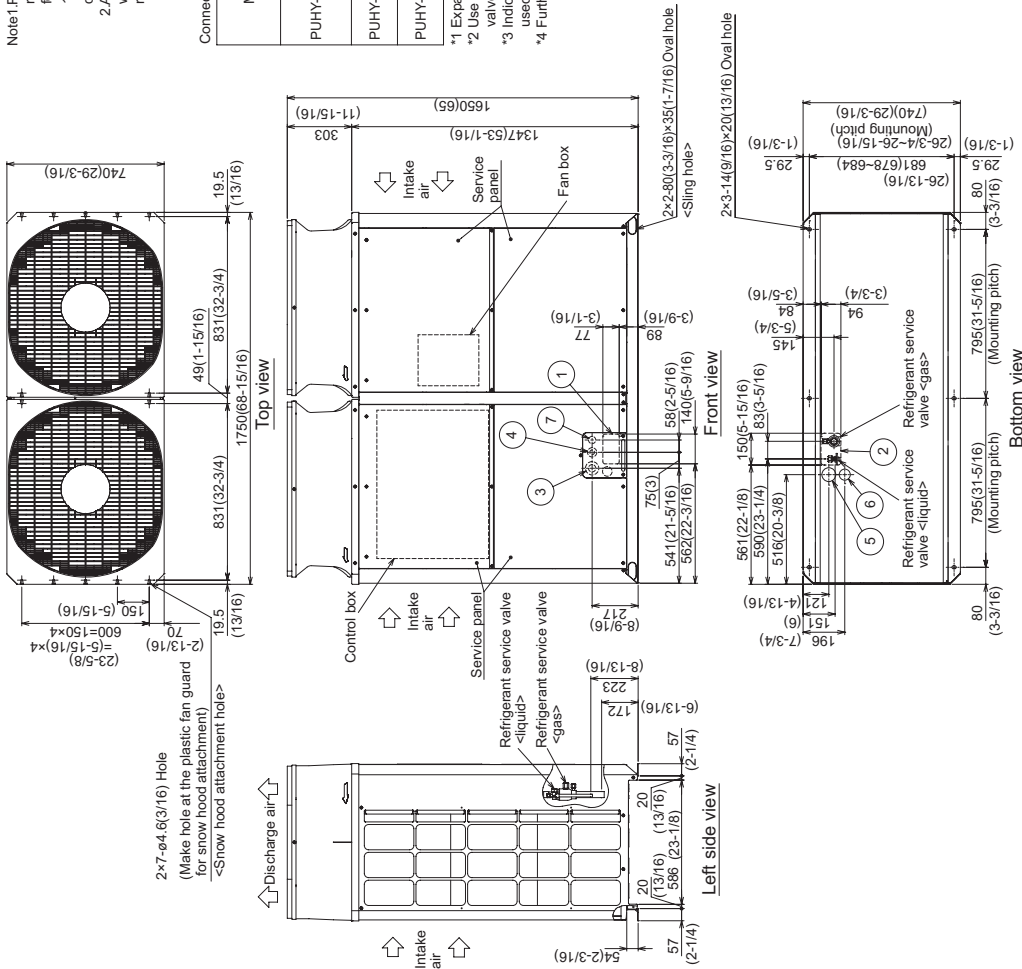 Note1.
2.
Connec
PUHY-
PUHY-
PUHY-
*1 Expa
*2 Use
valve
*3 Indic
used
*4 Furth
740(29-3/16)
19.5
(13/16)
831(32-3/4)
49(1-15/16)
1750(68-15/16)
831(32-3/4)
19.5
(13/16)
Top view
150
(5-15/16)
600=150×4
=(5-15/16)×4
(23-5/8)
70
(2-13/16)
2×7-ø4.6(3/16) Hole
(Make hole at the plastic fan guard
for snow hood attachment)
<Snow hood attachment hole>
303
(11-15/16)
1650(65)
1347(53-1/16)
Intake
air
Service
panel
Fan box
Control box
Intake
air
Service panel
2×2-80(3-3/16)×35(1-7/16) Oval hole
<Sling hole>
77
(3-1/16)
89
(3-9/16)
1
7
4
3
58(2-5/16)
140(5-9/16)
75(3)
541(21-5/16)
562(22-3/16)
217
(8-9/16)
Front view
Discharge air
Intake
air
Refrigerant service valve
<liquid>
Refrigerant service valve
<gas>
223
(8-13/16)
172
(6-13/16)
57
(2-1/4)
20
(13/16)
586 (23-1/8)
20
(13/16)
57
(2-1/4)
54(2-3/16)
Left side view
2×3-14(9/16)×20(13/16) Oval hole
740(29-3/16)
(Mounting pitch)
(26-3/4~26-15/16)
681(678~684)
(26-13/16)
29.5
(1-3/16)
29.5
(1-3/16)
80
(3-3/16)
84
(3-5/16)
94
(3-3/4)
145
(5-3/4)
795(31-5/16)
(Mounting pitch)
795(31-5/16)
(Mounting pitch)
80
(3-3/16)
150(5-15/16)
83(3-5/16)
561(22-1/8)
590(23-1/4)
516(20-3/8)
Refrigerant service
valve <gas>
2
Refrigerant service
valve <liquid>
5
6
121
(4-13/16)
151
(6)
196
(7-3/4)
Bottom view